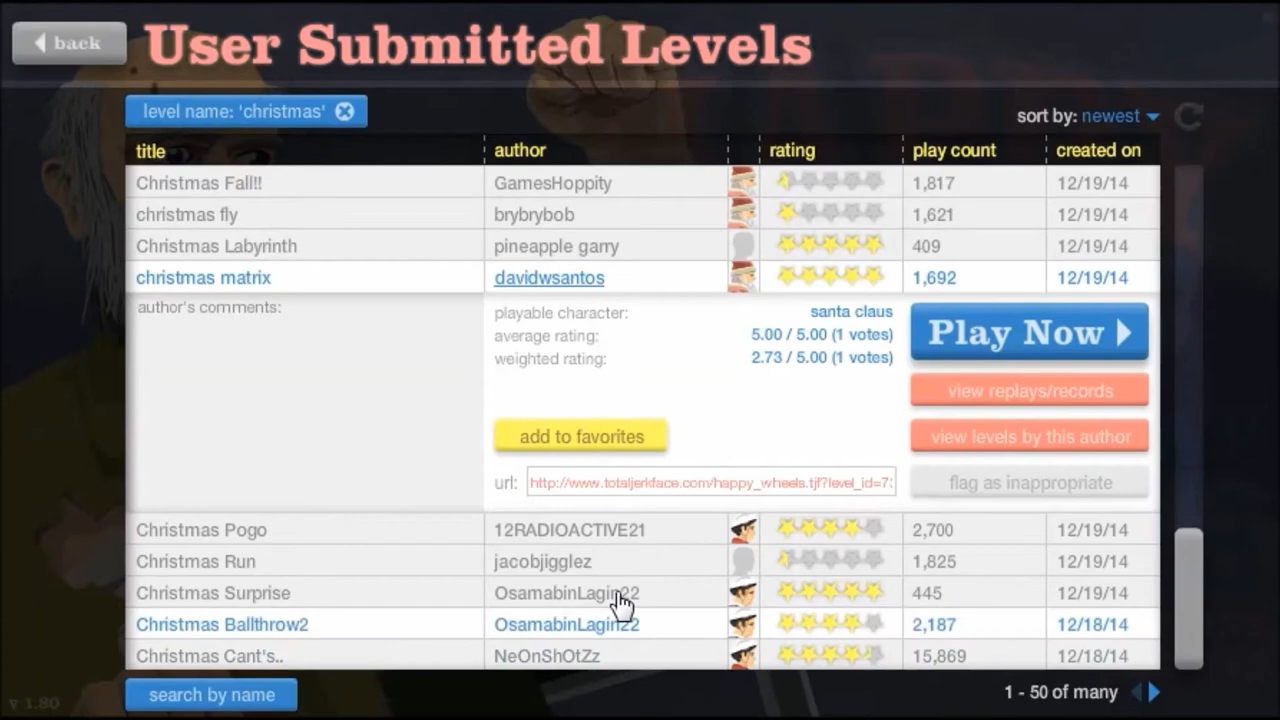 back
User Submitted Levels
level name: 'christmas'
sort by: newest
title author rating play count created on
Christmas Fall!! GamesHoppity 1,817 12/19/14
christmas fly brybrybob 1,621 12/19/14
Christmas Labyrinth pineapple garry 409 12/19/14
christmas matrix davidwsantos 1,692 12/19/14
author's comments:
playable character: santa claus
average rating: 5.00 / 5.00 (1 votes)
weighted rating: 2.73 / 5.00 (1 votes)
Play Now
view replays/records
add to favorites
view levels by this author
url: http://www.totaljerkface.com/happy_wheels.tjf?level_id=7
flag as inappropriate
Christmas Pogo 12RADIOACTIVE21 2,700 12/19/14
Christmas Run jacobjigglez 1,825 12/19/14
Christmas Surprise OsamabinLagin22 445 12/19/14
Christmas Ballthrow2 OsamabinLagin22 2,187 12/18/14
Christmas Cant's.. NeOnShOtZz 15,869 12/18/14
search by name
1 - 50 of many
v 1.80